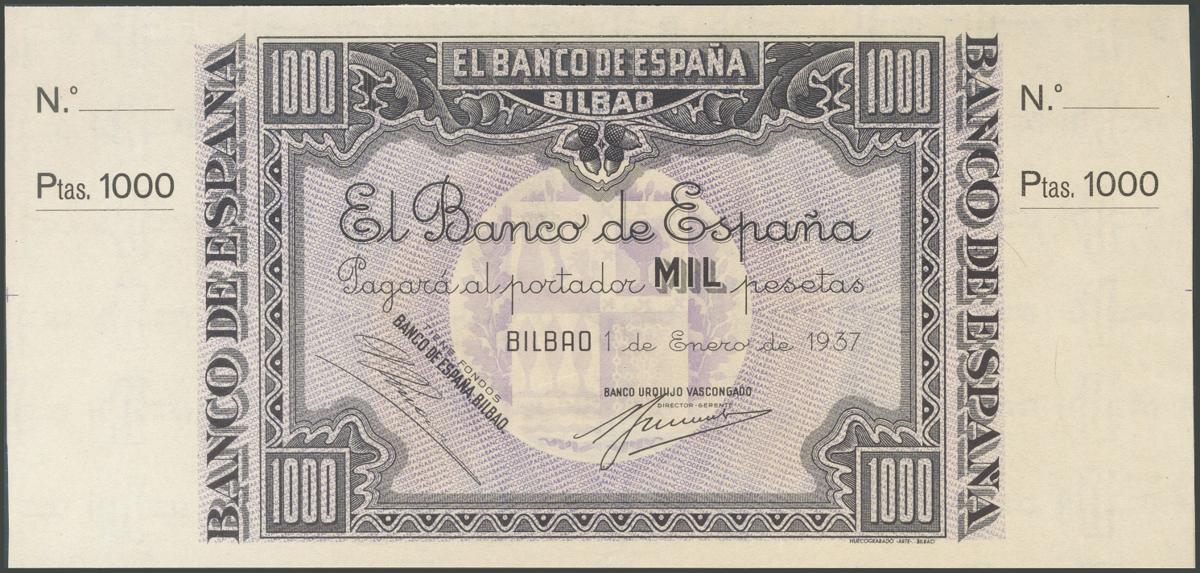 N.º
Ptas. 1000
BANCO DE ESPAÑA
1000
EL BANCO DE ESPAÑA
BILBAO
1000
El Banco de España
Pagará al portador MIL pesetas
BILBAO 1 de Enero de 1937
TIENE FONDOS
BANCO DE ESPAÑA-BILBAO
BANCO URQUIJO VASCONGADO
DIRECTOR-GERENTE
1000
1000
BANCO DE ESPAÑA
N.º
Ptas. 1000
HUECOGRABADO -ARTE-. BILBAO